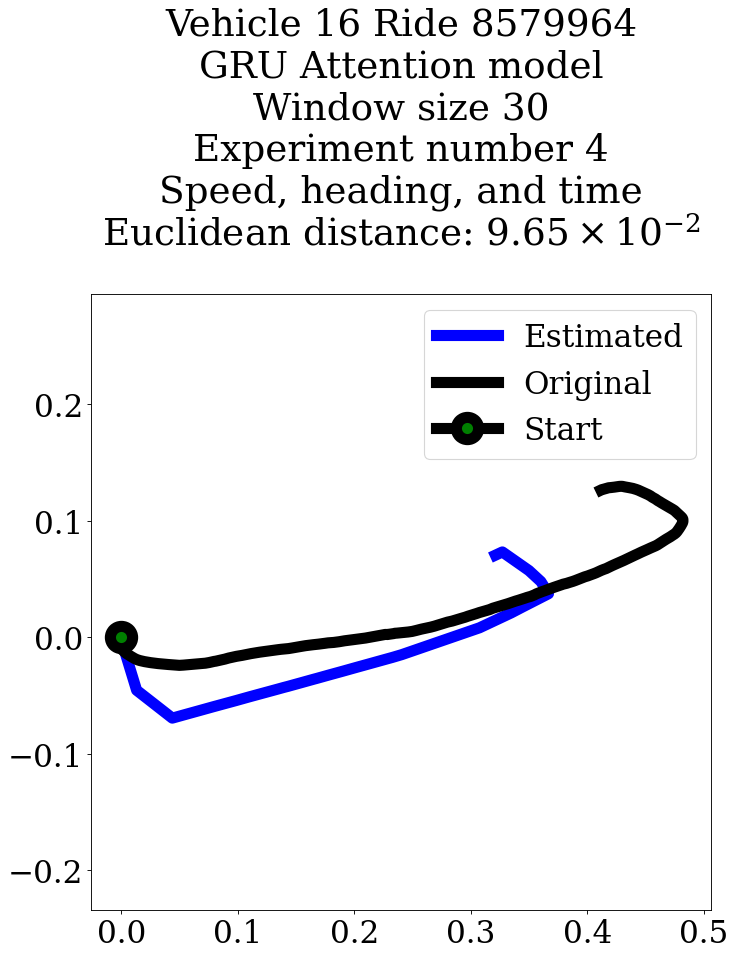 Vehicle 16 Ride 8579964
GRU Attention model
Window size 30
Experiment number 4
Speed, heading, and time
Euclidean distance: 9.65 × 10⁻²
Estimated
Original
Start
0.2
0.1
0.0
−0.1
−0.2
0.0 0.1 0.2 0.3 0.4 0.5